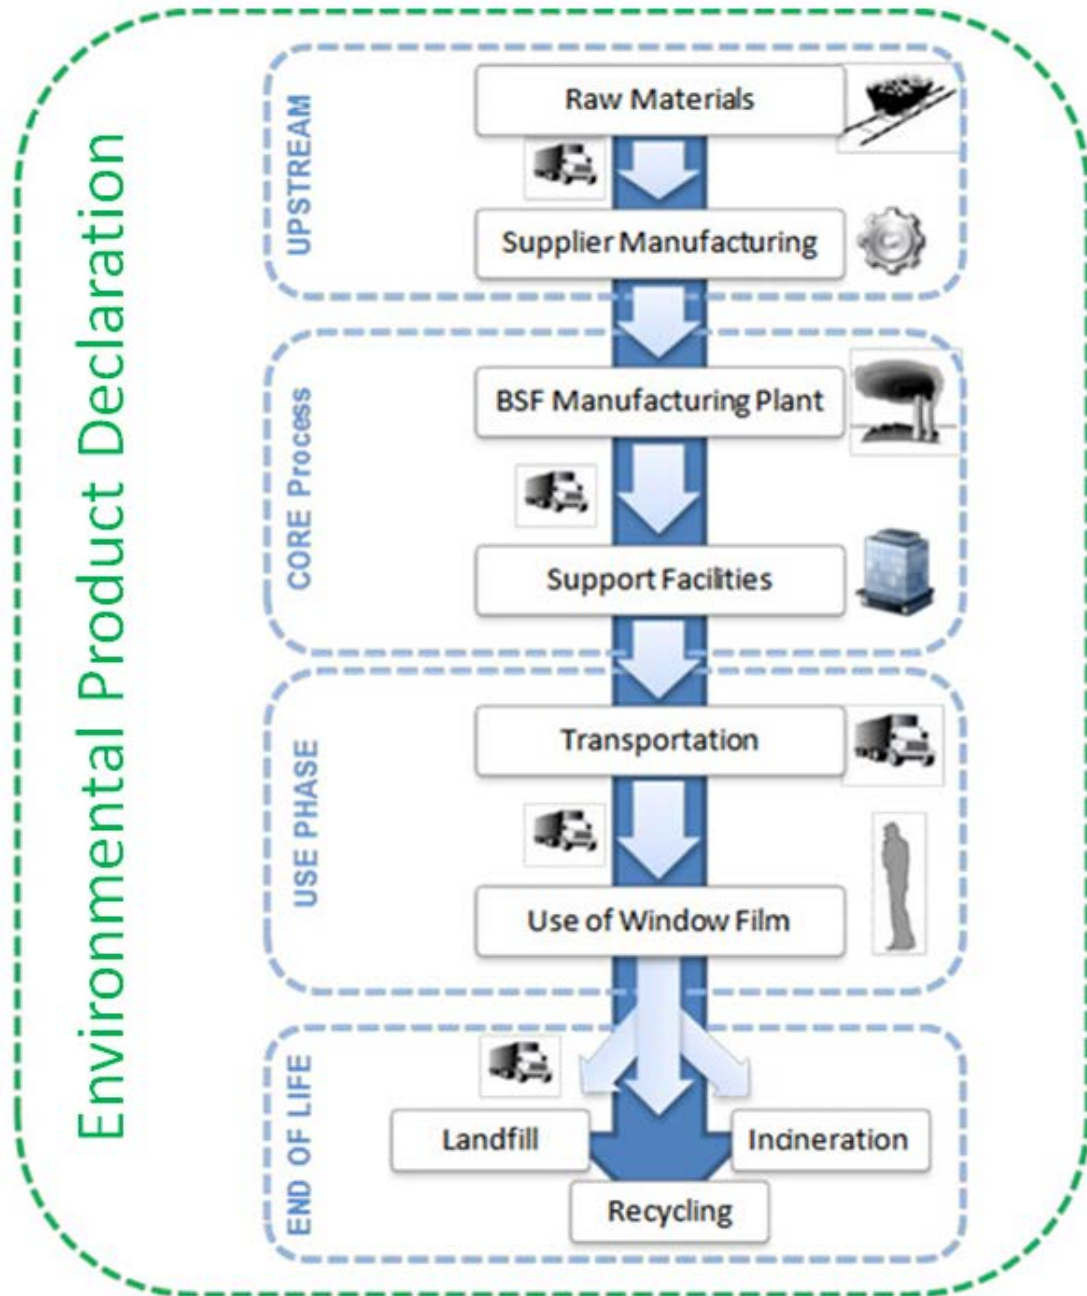 Environmental Product Declaration
UPSTREAM
Raw Materials
Supplier Manufacturing
CORE Process
BSF Manufacturing Plant
Support Facilities
USE PHASE
Transportation
Use of Window Film
END OF LIFE
Landfill
Incineration
Recycling